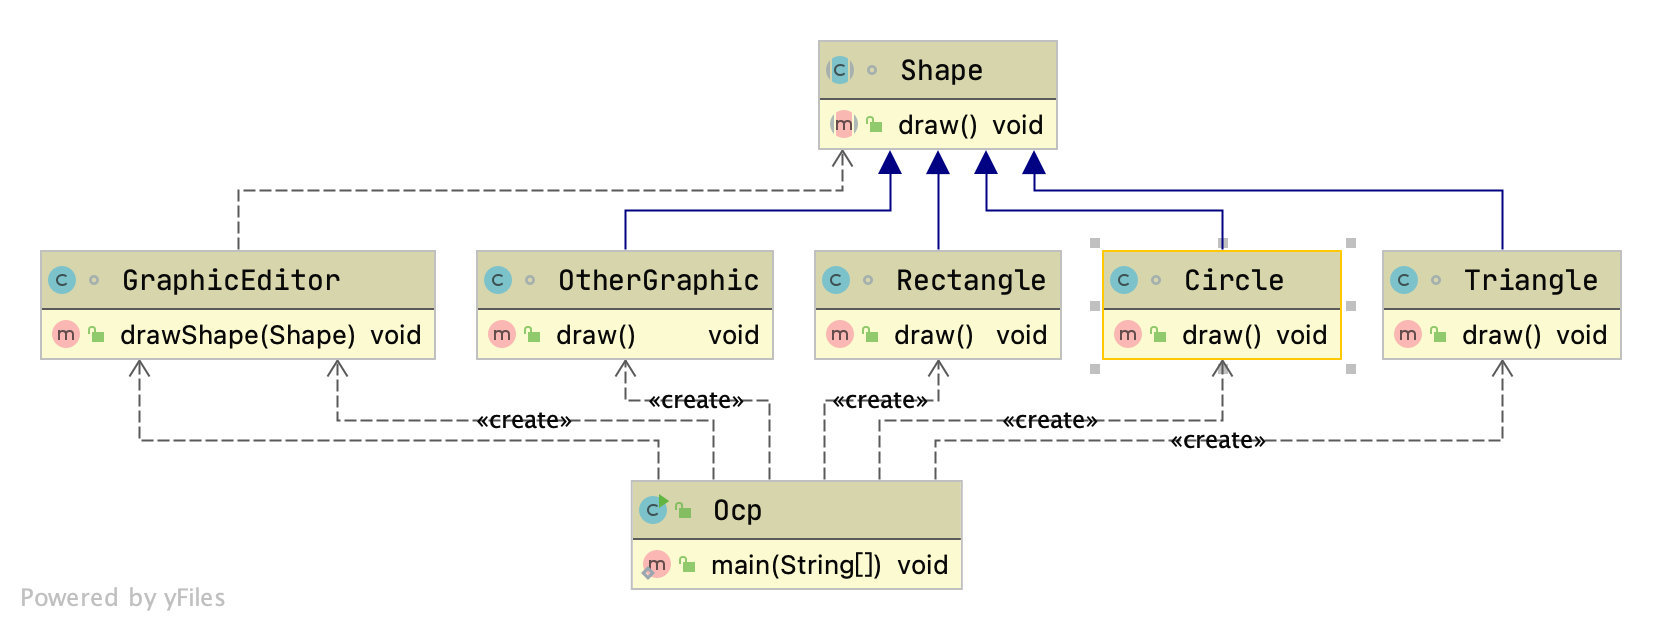 Shape
draw() void
GraphicEditor
drawShape(Shape) void
OtherGraphic
draw() void
Rectangle
draw() void
Circle
draw() void
Triangle
draw() void
«create»
«create»
«create»
«create»
«create»
Ocp
main(String[]) void
Powered by yFiles